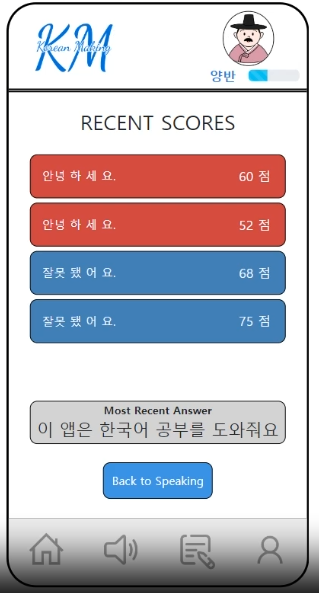 KM
Korean Making
양반
RECENT SCORES
안녕 하 세 요. 60 점
안녕 하 세 요. 52 점
잘못 됐 어 요. 68 점
잘못 됐 어 요. 75 점
Most Recent Answer
이 앱은 한국어 공부를 도와줘요
Back to Speaking